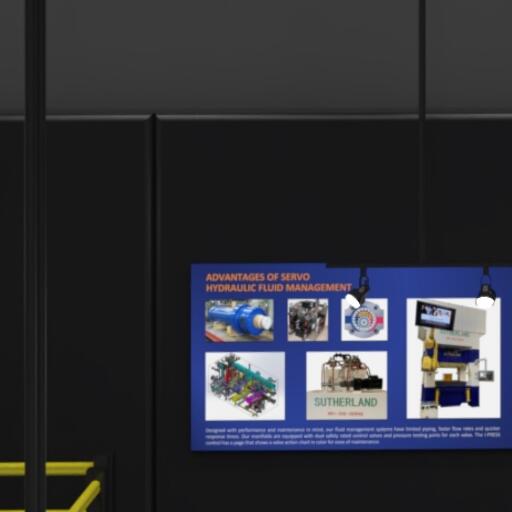 ADVANTAGES OF SERVO
HYDRAULIC FLUID MANAGEMENT
SUTHERLAND
Designed with performance and maintenance in mind, our fluid management systems have limited piping, faster flow rates and quicker
response times. Our manifolds are equipped with dual safety rated control valves and pressure testing points for each valve. The I-PRESS
control has a page that shows a valve action chart in color for ease of maintenance